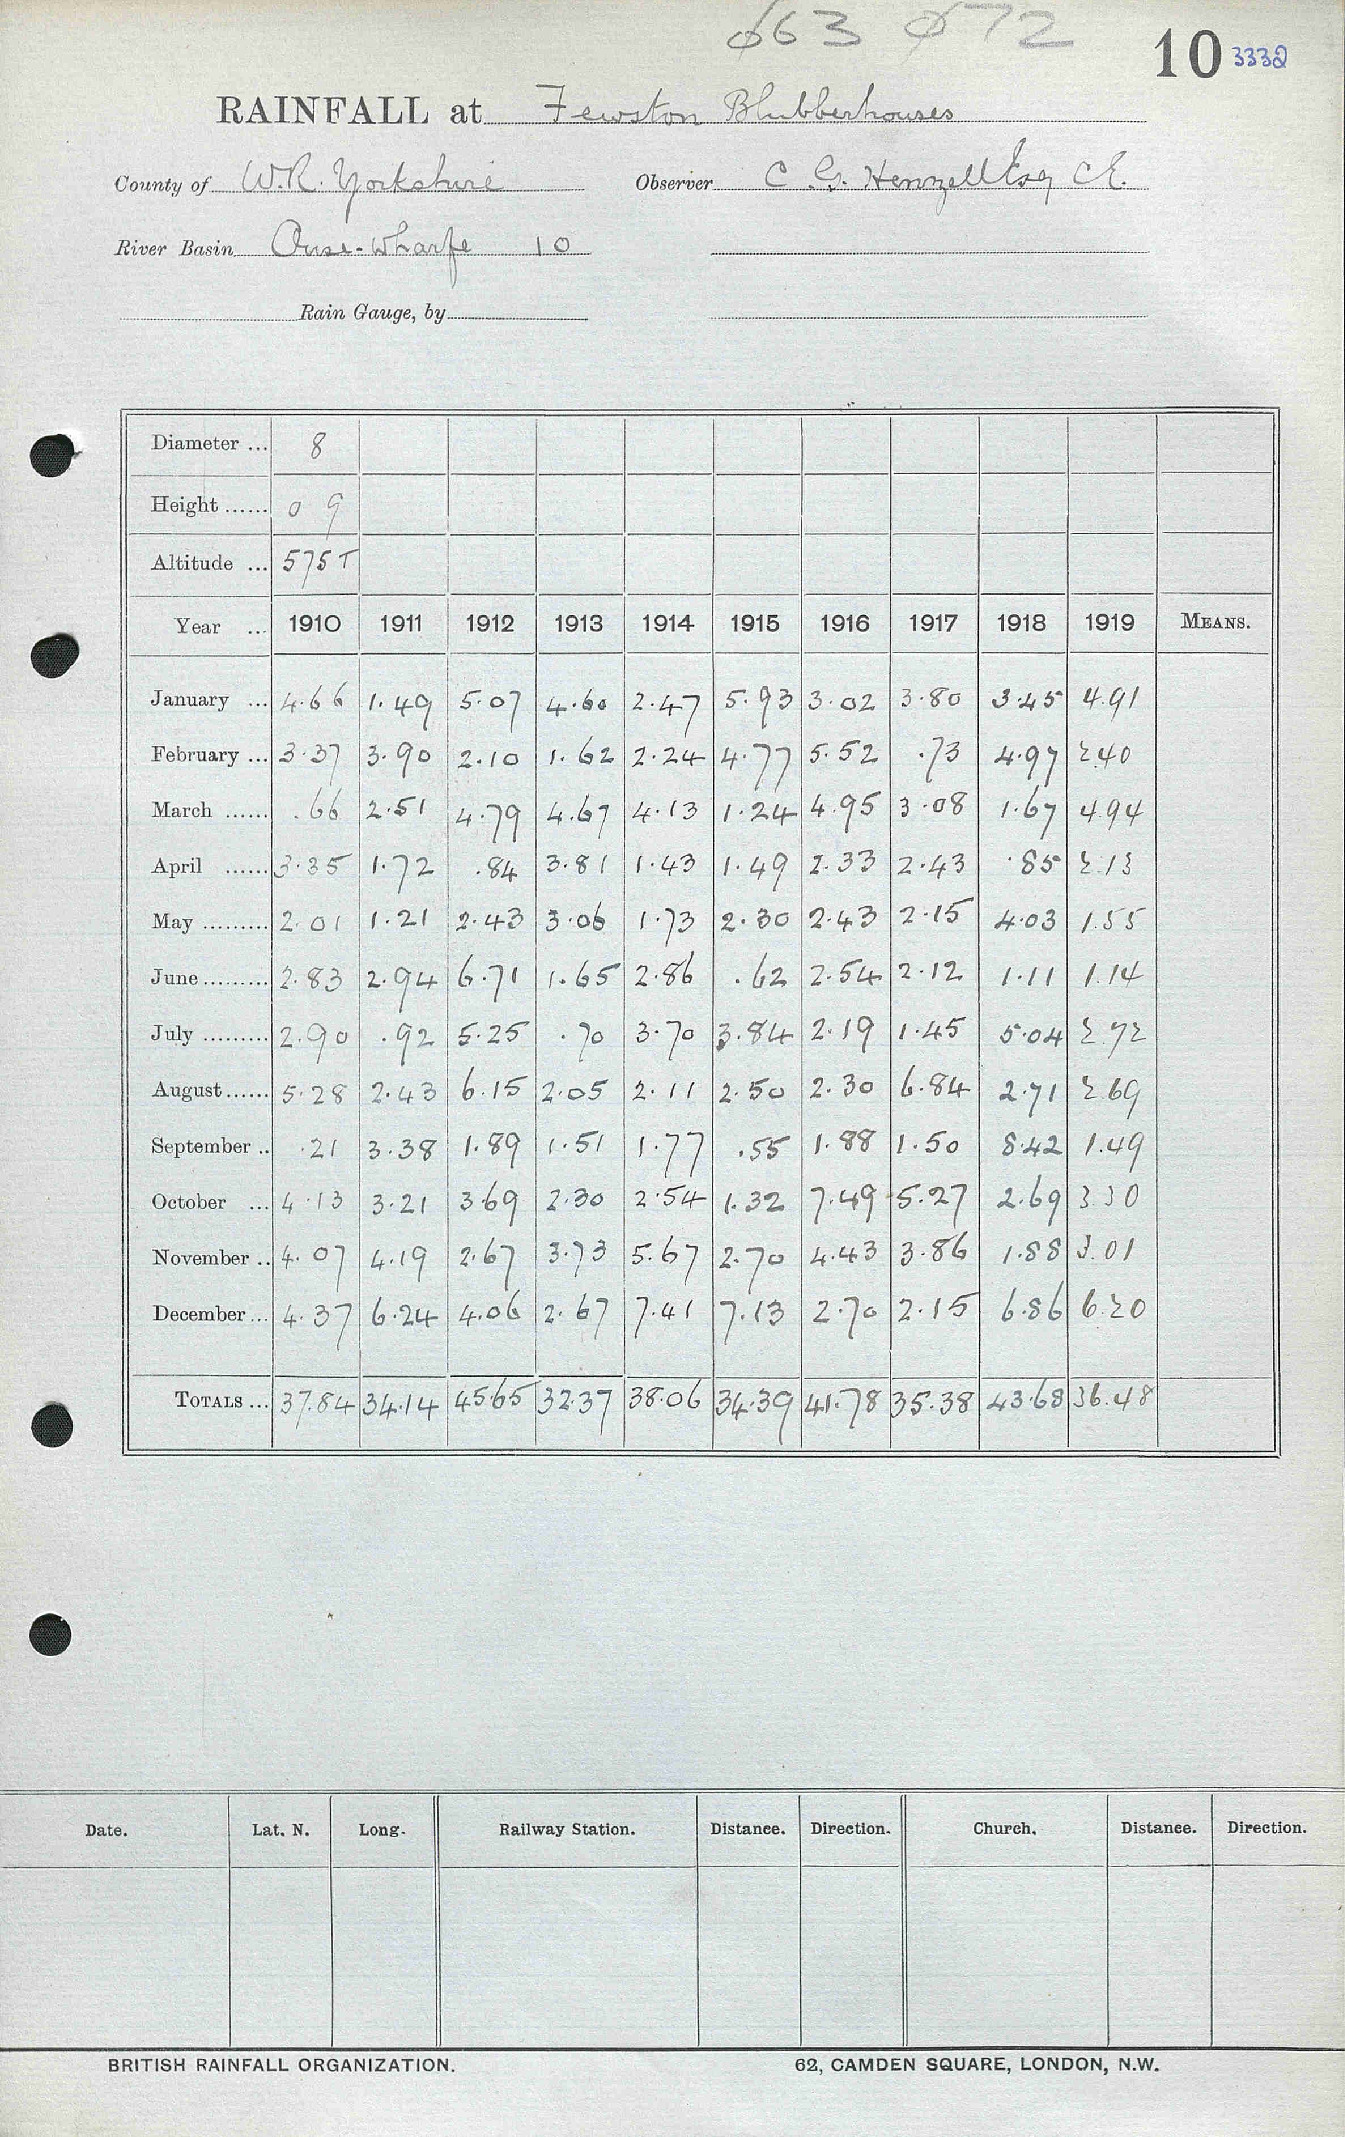 663 672
10 3332
RAINFALL at Fewston Blubberhouses
County of W.R. Yorkshire Observer C. G. Henzell Esq C.E.
River Basin Ouse-Wharfe 10
Rain Gauge, by
Diameter ... 8
Height ...... 0 9
Altitude ... 575 T
Year ... 1910 1911 1912 1913 1914 1915 1916 1917 1918 1919 MEANS.
January ... 4.66 1.49 5.07 4.60 2.47 5.93 3.02 3.80 3.45 4.91
February ... 3.37 3.90 2.10 1.62 2.24 4.77 5.52 .73 4.97 2.40
March ...... .66 2.51 4.79 4.67 4.13 1.24 4.95 3.08 1.67 4.94
April ...... 3.35 1.72 .84 3.81 1.43 1.49 2.33 2.43 .85 2.13
May ......... 2.01 1.21 2.43 3.06 1.73 2.30 2.43 2.15 4.03 1.55
June ......... 2.83 2.94 6.71 1.65 2.86 .62 2.54 2.12 1.11 1.14
July ......... 2.90 .92 5.25 .70 3.70 3.84 2.19 1.45 5.04 2.72
August ...... 5.28 2.43 6.15 2.05 2.11 2.50 2.30 6.84 2.71 2.69
September .. .21 3.38 1.89 1.51 1.77 .55 1.88 1.50 8.42 1.49
October ... 4.13 3.21 3.69 2.30 2.54 1.32 7.49 5.27 2.69 3.30
November .. 4.07 4.19 2.67 3.73 5.67 2.70 4.43 3.86 1.88 3.01
December ... 4.37 6.24 4.06 2.67 7.41 7.13 2.70 2.15 6.86 6.20
TOTALS ... 37.84 34.14 45.65 32.37 38.06 34.39 41.78 35.38 43.68 36.48
Date. Lat. N. Long. Railway Station. Distance. Direction. Church. Distance. Direction.
BRITISH RAINFALL ORGANIZATION. 62, CAMDEN SQUARE, LONDON, N.W.